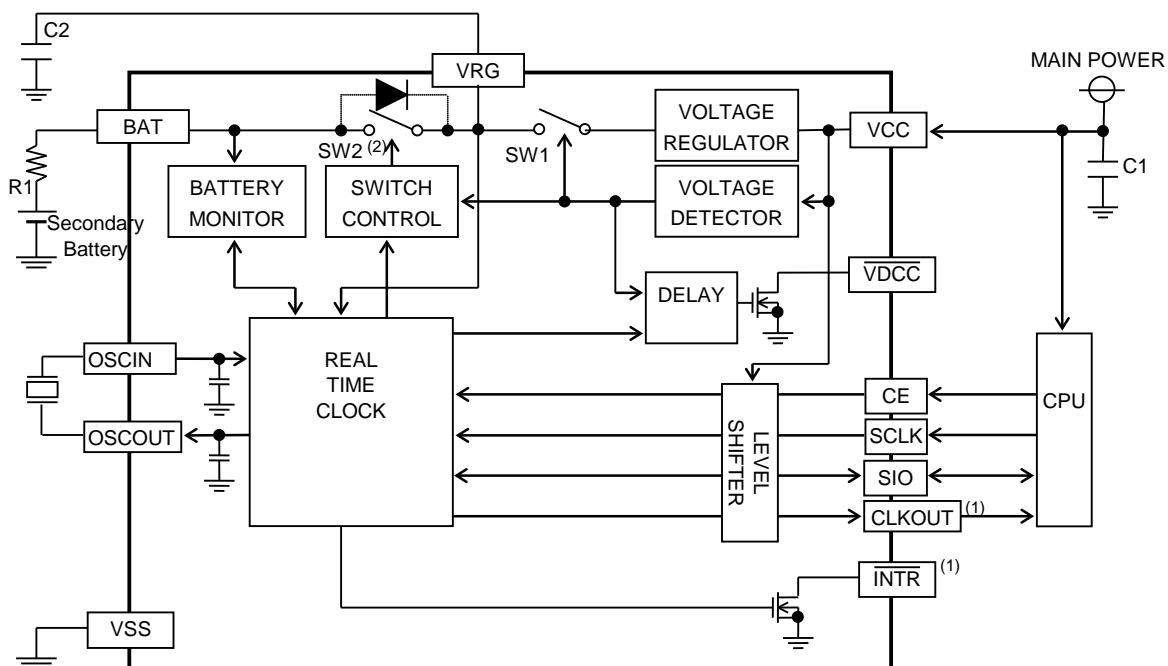 C2
MAIN POWER
VRG
BAT
SW2 (2)
SW1
VOLTAGE
REGULATOR
VCC
C1
R1
Secondary
Battery
BATTERY
MONITOR
SWITCH
CONTROL
VOLTAGE
DETECTOR
VDCC
DELAY
OSCIN
REAL
TIME
CLOCK
OSCOUT
LEVEL
SHIFTER
CE
SCLK
SIO
CLKOUT (1)
CPU
INTR (1)
VSS